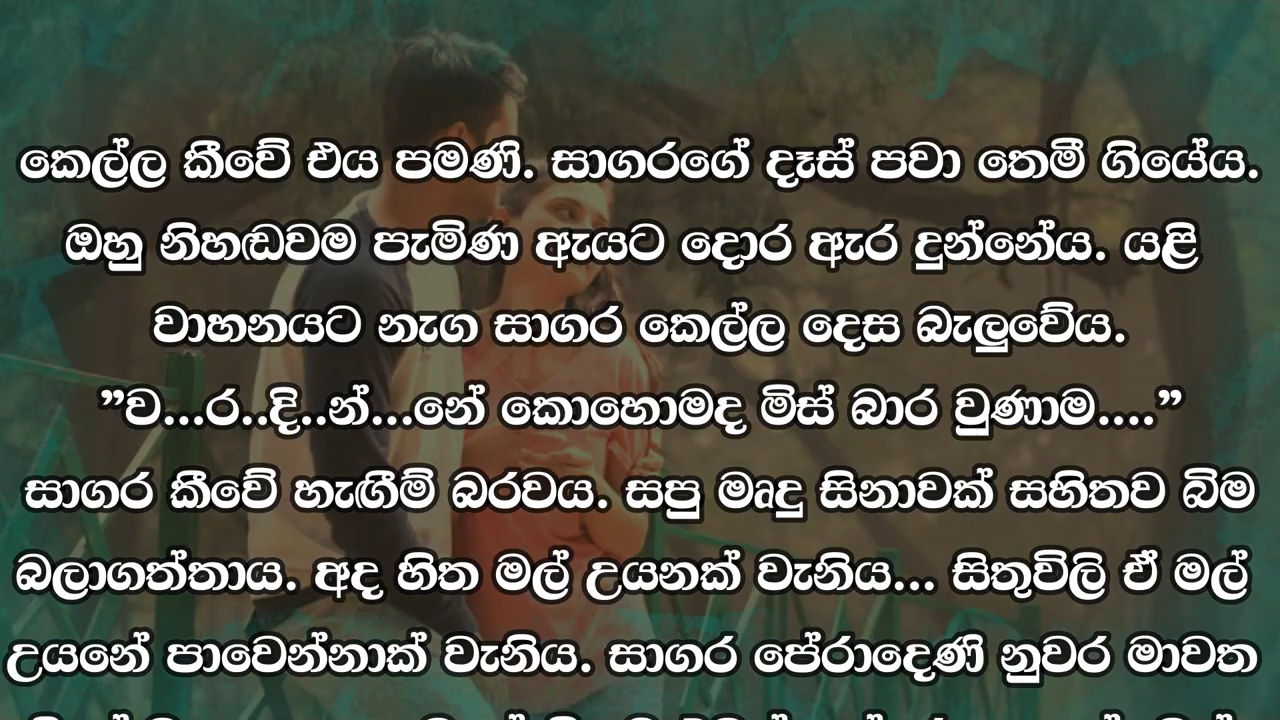 කෙල්ල කීවේ එය පමණි. සාගරගේ දෑස් පවා තෙමී ගියේය.
ඔහු නිහඬවම පැමිණ ඇයට දොර ඇර දුන්නේය. යළි
වාහනයට නැග සාගර කෙල්ල දෙස බැලුවේය.
”ව...ර..දි..න්...නේ කොහොමද මිස් බාර වුණාම....”
සාගර කීවේ හැඟීම් බරවය. සපු මෘදු සිනාවක් සහිතව බිම
බලාගත්තාය. අද හිත මල් උයනක් වැනිය... සිතුවිලි ඒ මල්
උයනේ පාවෙන්නාක් වැනිය. සාගර පේරාදෙණි නුවර මාවත